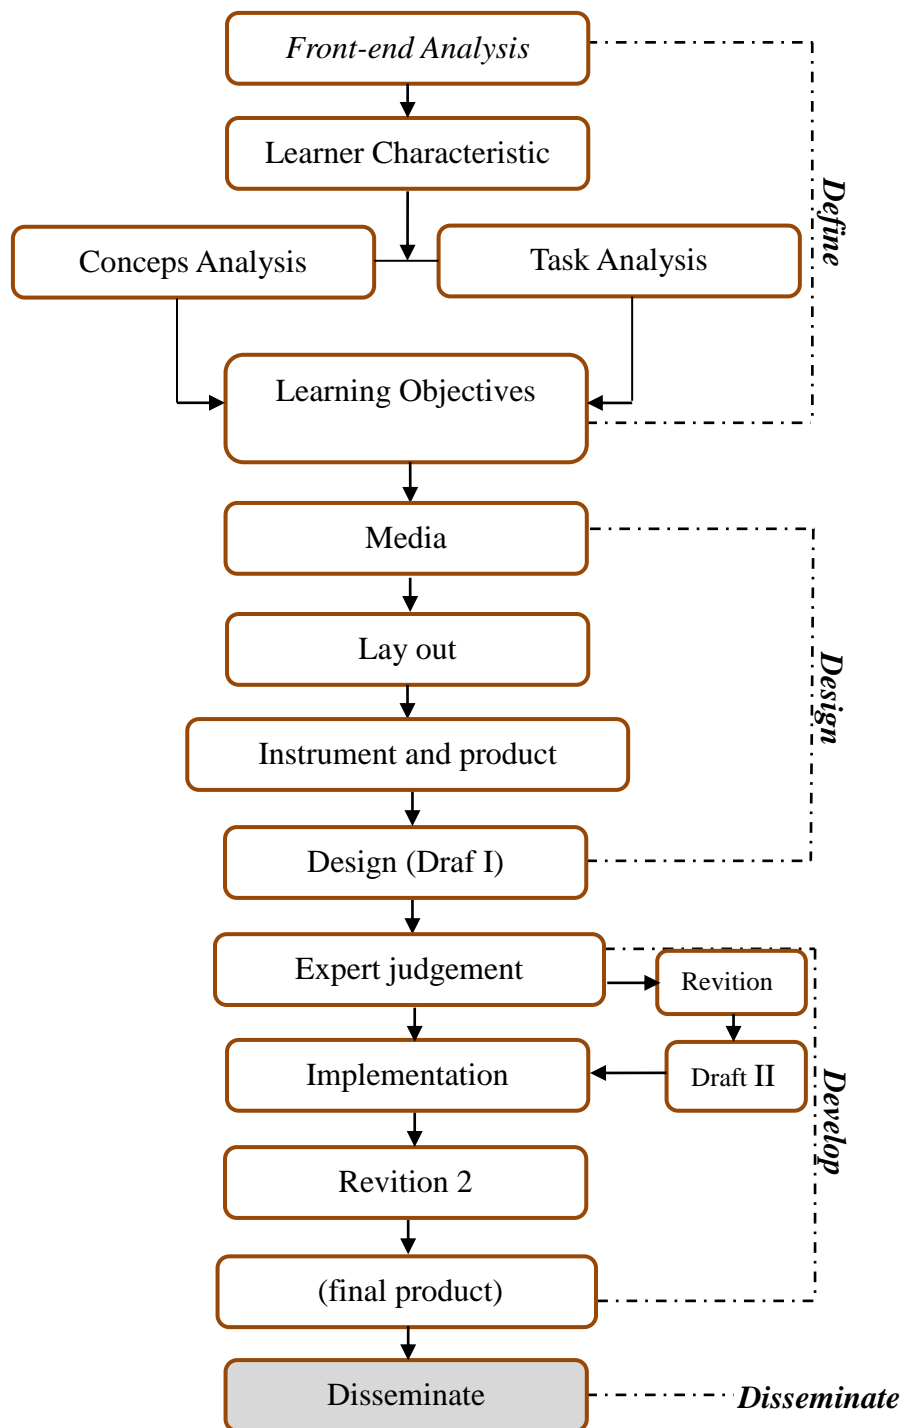 Front-end Analysis
Learner Characteristic
Define
Conceps Analysis
Task Analysis
Learning Objectives
Media
Lay out
Design
Instrument and product
Design (Draf I)
Expert judgement
Revition
Implementation
Draft II
Develop
Revition 2
(final product)
Disseminate
Disseminate